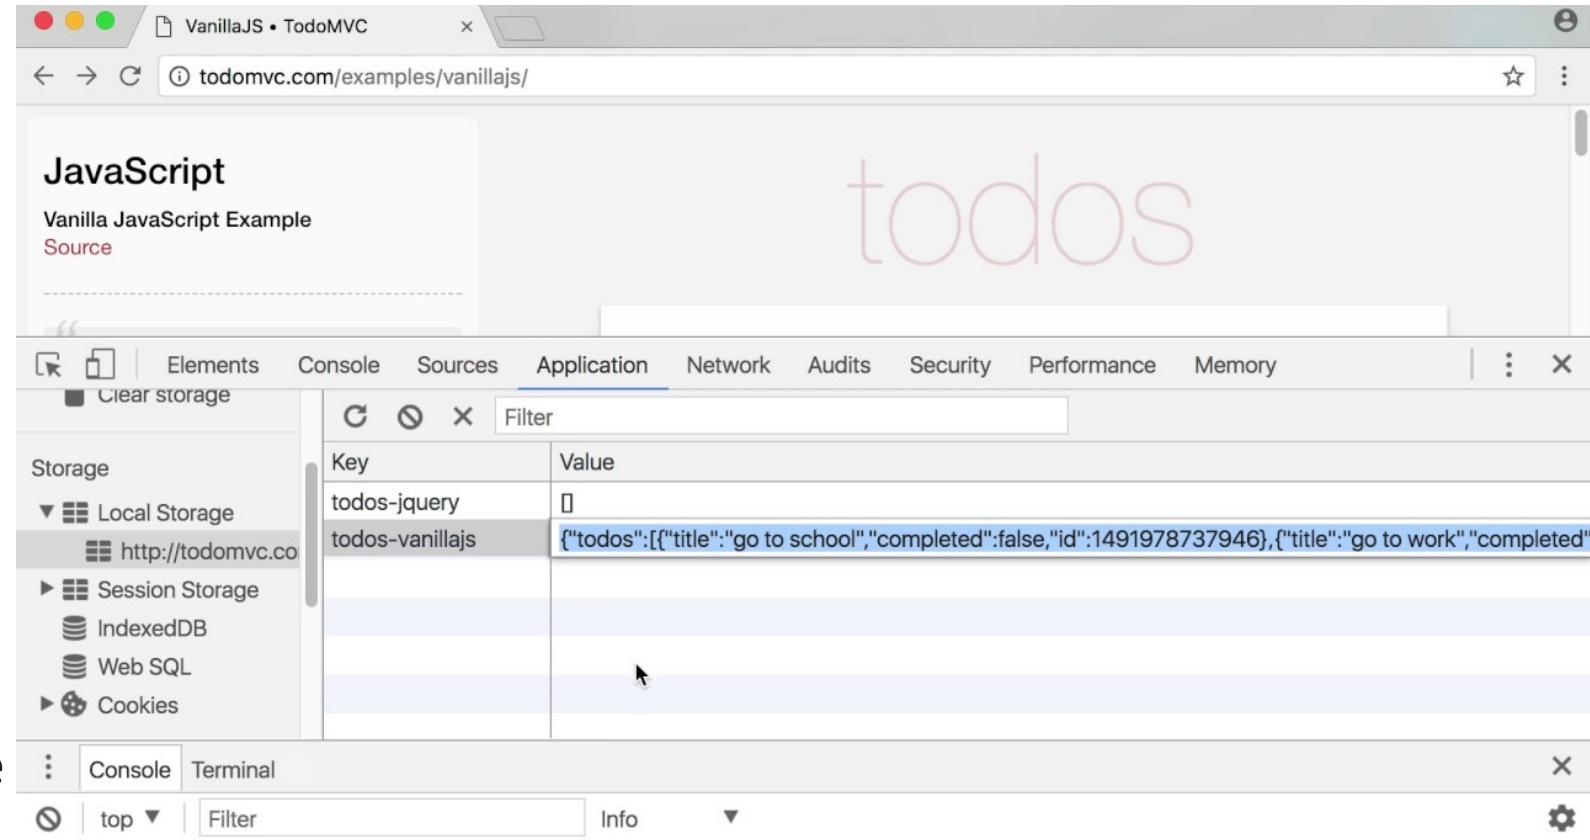 VanillaJS • TodoMVC
todomvc.com/examples/vanillajs/
JavaScript
Vanilla JavaScript Example
Source
todos
“
Elements Console Sources Application Network Audits Security Performance Memory
Clear storage
Filter
Storage
Key Value
todos-jquery []
Local Storage
todos-vanillajs {"todos":[{"title":"go to school","completed":false,"id":1491978737946},{"title":"go to work","completed"
http://todomvc.co
Session Storage
IndexedDB
Web SQL
Cookies
e
Console Terminal
top Filter Info